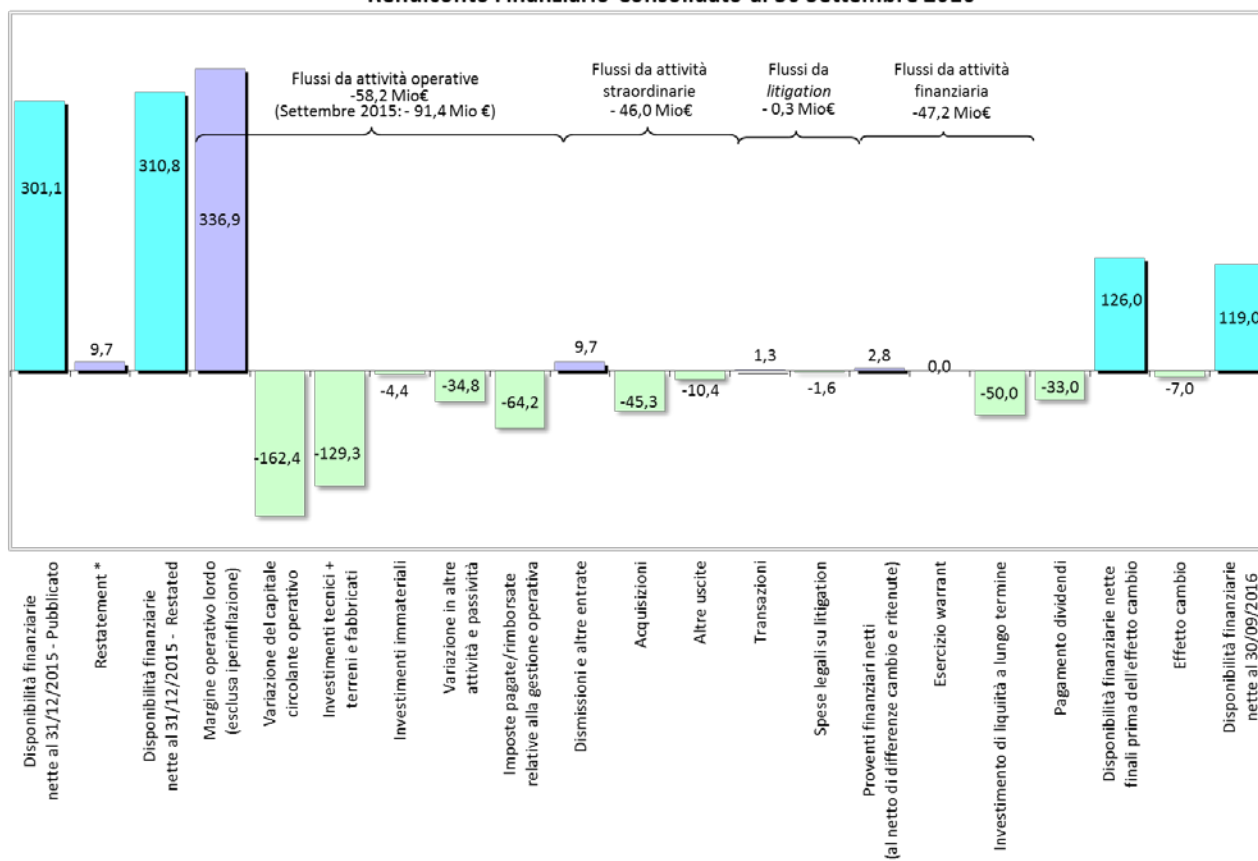 Rendiconto Finanziario Consolidato al 30 Settembre 2016
Flussi da attività operative
-58,2 Mio€
(Settembre 2015: - 91,4 Mio €)
Flussi da attività
straordinarie
- 46,0 Mio€
Flussi da
litigation
- 0,3 Mio€
Flussi da attività
finanziaria
-47,2 Mio€
301,1
9,7
310,8
336,9
-162,4
-129,3
-4,4
-34,8
-64,2
9,7
-45,3
-10,4
1,3
-1,6
2,8
0,0
-50,0
-33,0
126,0
-7,0
119,0
Disponibilità finanziarie
nette al 31/12/2015 - Pubblicato
Restatement *
Disponibilità finanziarie
nette al 31/12/2015 - Restated
Margine operativo lordo
(esclusa iperinflazione)
Variazione del capitale
circolante operativo
Investimenti tecnici +
terreni e fabbricati
Investimenti immateriali
Variazione in altre
attività e passività
Imposte pagate/rimborsate
relative alla gestione operativa
Dismissioni e altre entrate
Acquisizioni
Altre uscite
Transazioni
Spese legali su litigation
Proventi finanziari netti
(al netto di differenze cambio e ritenute)
Esercizio warrant
Investimento di liquiità a lungo termine
Pagamento dividendi
Disponibilità finanziarie nette
finali prima dell'effetto cambio
Effetto cambio
Disponibilità finanziarie
nette al 30/09/2016